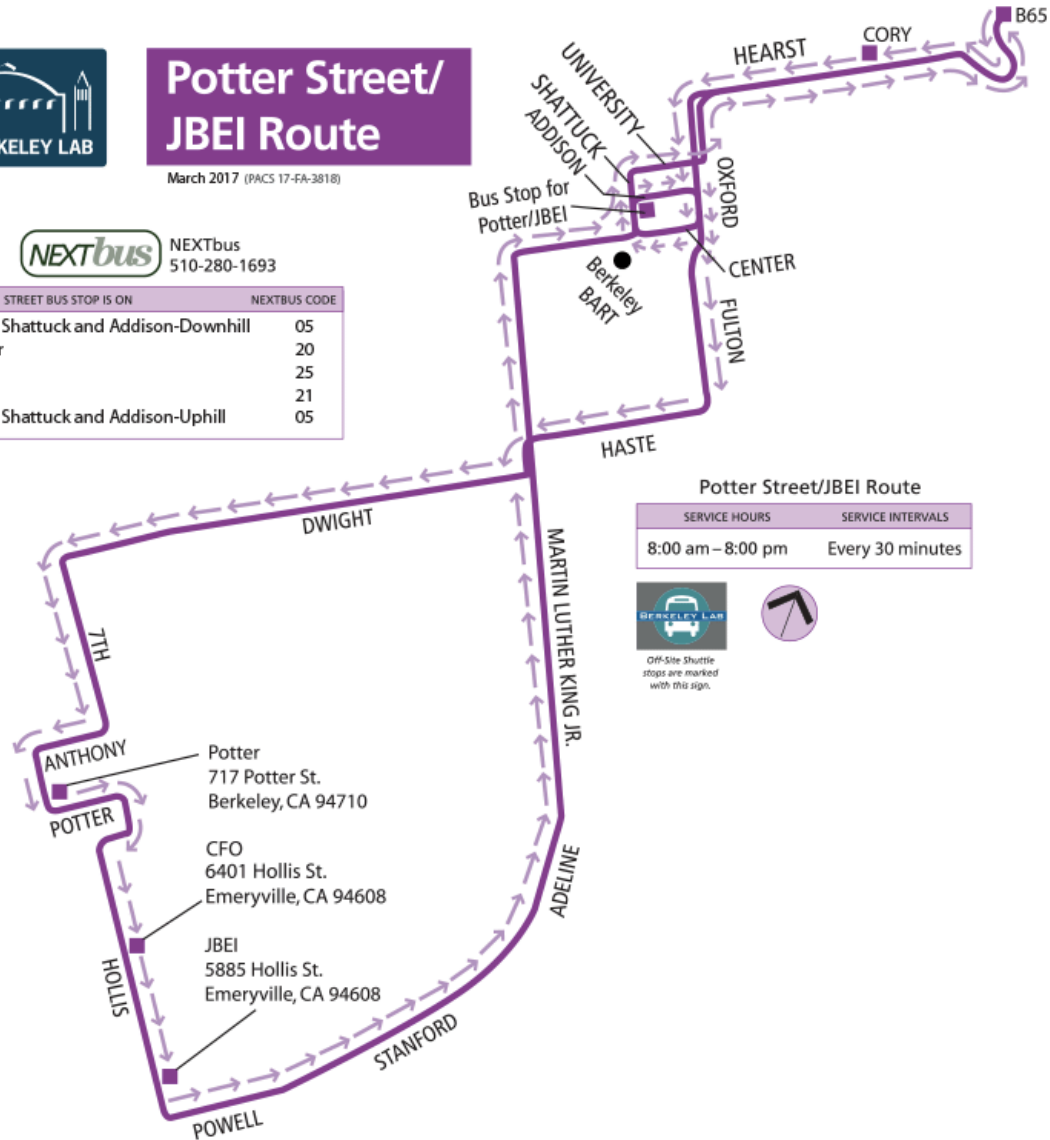 B65
CORY
HEARST
UNIVERSITY
SHATTUCK
ADDISON
OXFORD
Bus Stop for
Potter/JBEI
Berkeley
BART
CENTER
FULTON
HASTE
KELEY LAB
Potter Street/
JBEI Route
March 2017 (PACS 17-FA-3818)
NEXTbus
NEXTbus
510-280-1693
STREET BUS STOP IS ON NEXTBUS CODE
Shattuck and Addison-Downhill 05
r 20
25
21
Shattuck and Addison-Uphill 05
DWIGHT
7TH
MARTIN LUTHER KING JR.
Potter Street/JBEI Route
SERVICE HOURS SERVICE INTERVALS
8:00 am – 8:00 pm Every 30 minutes
BERKELEY LAB
Off-Site Shuttle
stops are marked
with this sign.
ANTHONY
POTTER
Potter
717 Potter St.
Berkeley, CA 94710
CFO
6401 Hollis St.
Emeryville, CA 94608
JBEI
5885 Hollis St.
Emeryville, CA 94608
HOLLIS
ADELINE
STANFORD
POWELL